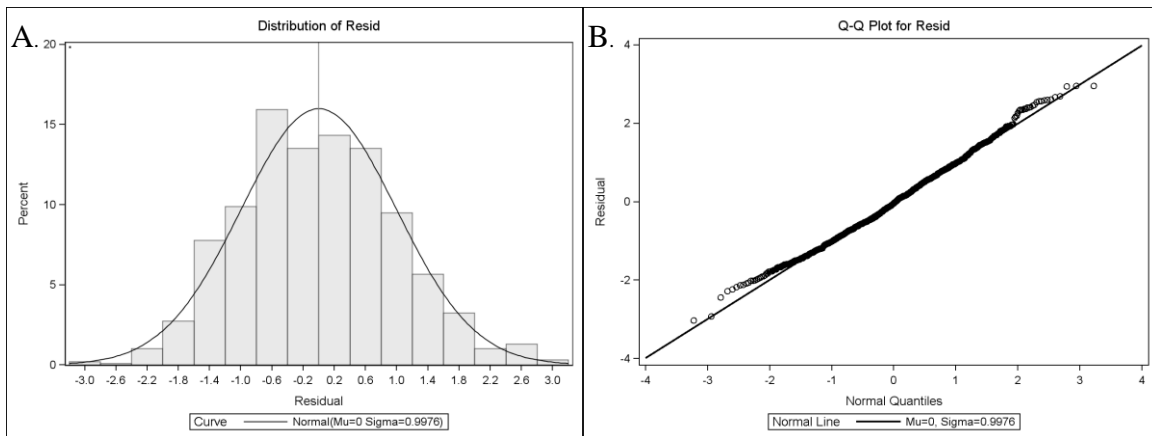 A.
Distribution of Resid
20
15
10
5
0
Percent
-3.0 -2.6 -2.2 -1.8 -1.4 -1.0 -0.6 -0.2 0.2 0.6 1.0 1.4 1.8 2.2 2.6 3.0
Residual
Curve Normal(Mu=0 Sigma=0.9976)
B.
Q-Q Plot for Resid
4
2
0
-2
-4
Residual
-4 -3 -2 -1 0 1 2 3 4
Normal Quantiles
Normal Line Mu=0, Sigma=0.9976